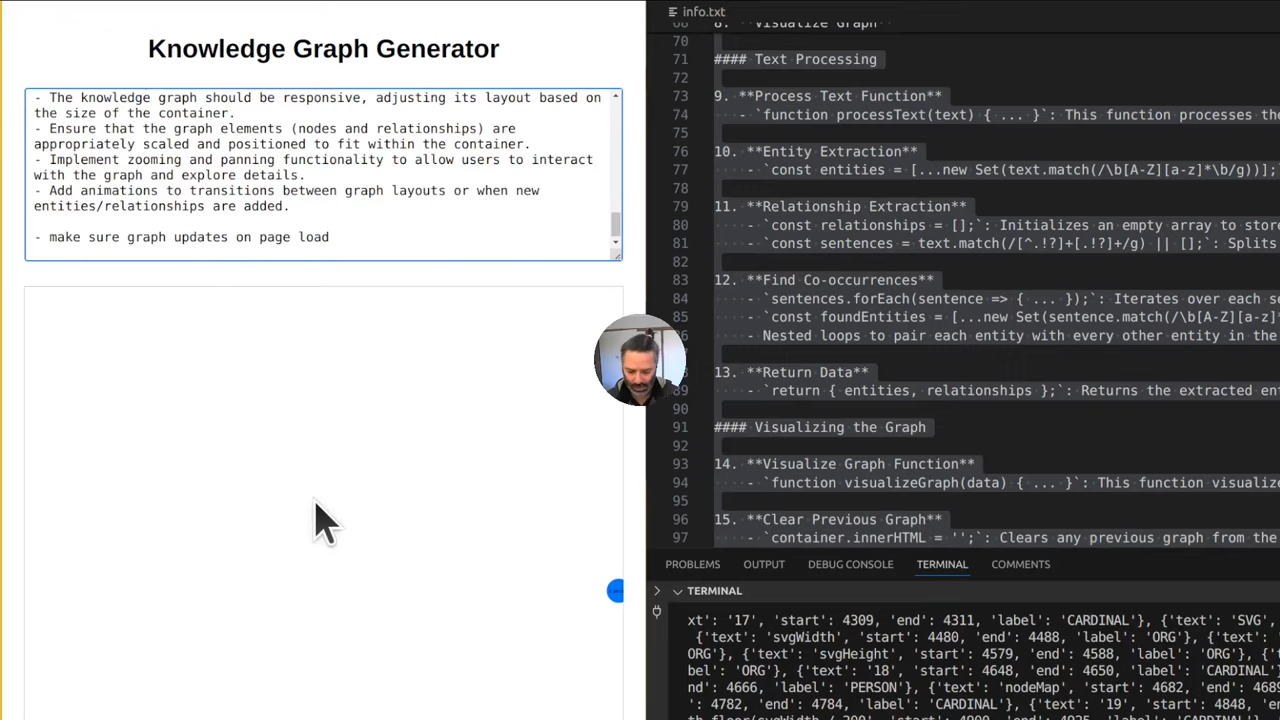 Knowledge Graph Generator
- The knowledge graph should be responsive, adjusting its layout based on
the size of the container.
- Ensure that the graph elements (nodes and relationships) are
appropriately scaled and positioned to fit within the container.
- Implement zooming and panning functionality to allow users to interact
with the graph and explore details.
- Add animations to transitions between graph layouts or when new
entities/relationships are added.
- make sure graph updates on page load
info.txt
Visualize Graph
70
71 #### Text Processing
72
73 9. **Process Text Function**
74 - `function processText(text) { ... }`: This function processes the
75
76 10. **Entity Extraction**
77 - `const entities = [...new Set(text.match(/\b[A-Z][a-z]*\b/g))];`
78
79 11. **Relationship Extraction**
80 - `const relationships = [];`: Initializes an empty array to store
81 - `const sentences = text.match(/[^.!?]+[.!?]+/g) || [];`: Splits
82
83 12. **Find Co-occurrences**
84 - `sentences.forEach(sentence => { ... });`: Iterates over each s
85 - `const foundEntities = [...new Set(sentence.match(/\b[A-Z][a-z]*
86 - Nested loops to pair each entity with every other entity in the
88 13. **Return Data**
89 - `return { entities, relationships };`: Returns the extracted ent
90
91 #### Visualizing the Graph
92
93 14. **Visualize Graph Function**
94 - `function visualizeGraph(data) { ... }`: This function visualize
95
96 15. **Clear Previous Graph**
97 - `container.innerHTML = '';`: Clears any previous graph from the
PROBLEMS OUTPUT DEBUG CONSOLE TERMINAL COMMENTS
TERMINAL
xt': '17', 'start': 4309, 'end': 4311, 'label': 'CARDINAL'}, {'text': 'SVG',
{'text': 'svgWidth', 'start': 4480, 'end': 4488, 'label': 'ORG'}, {'text':
ORG'}, {'text': 'svgHeight', 'start': 4579, 'end': 4588, 'label': 'ORG'},
bel': 'ORG'}, {'text': '18', 'start': 4648, 'end': 4650, 'label': 'CARDINAL'}
nd': 4666, 'label': 'PERSON'}, {'text': 'nodeMap', 'start': 4682, 'end': 4689
': 4782, 'end': 4784, 'label': 'CARDINAL'}, {'text': '19', 'start': 4848,